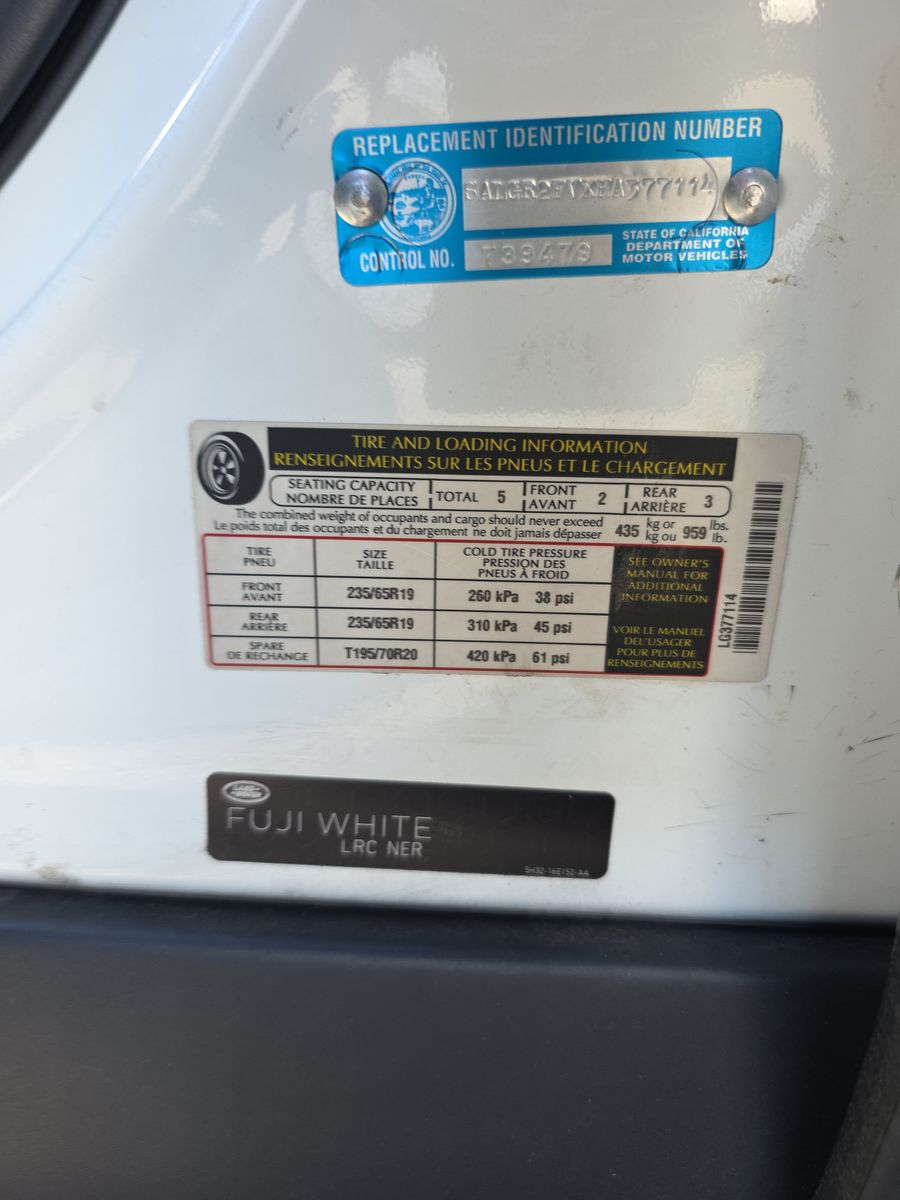 REPLACEMENT IDENTIFICATION NUMBER
SALGR2FVXHA377114
CONTROL NO. 739479
STATE OF CALIFORNIA
DEPARTMENT OF
MOTOR VEHICLES
TIRE AND LOADING INFORMATION
RENSEIGNEMENTS SUR LES PNEUS ET LE CHARGEMENT
SEATING CAPACITY
NOMBRE DE PLACES
TOTAL 5
FRONT
AVANT 2
REAR
ARRIÈRE 3
The combined weight of occupants and cargo should never exceed
Le poids total des occupants et du chargement ne doit jamais dépasser
435 kg or
kg ou
959 lbs.
lb.
TIRE
PNEU
SIZE
TAILLE
COLD TIRE PRESSURE
PRESSION DES
PNEUS À FROID
FRONT
AVANT
235/65R19
260 kPa 38 psi
REAR
ARRIÈRE
235/65R19
310 kPa 45 psi
SPARE
DE RECHANGE
T195/70R20
420 kPa 61 psi
SEE OWNER'S
MANUAL FOR
ADDITIONAL
INFORMATION
VOIR LE MANUEL
DEL'USAGER
POUR PLUS DE
RENSEIGNEMENTS
LG377114
LAND
ROVER
FUJI WHITE
LRC NER
5H32-16E152-AA